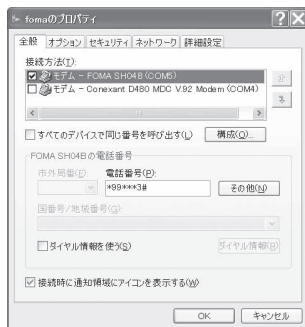 fomaのプロパティ
全般 オプション セキュリティ ネットワーク 詳細設定
接続方法(T):
モデム - FOMA SH04B (COM5)
モデム - Conexant D480 MDC V.92 Modem (COM4)
すべてのデバイスで同じ番号を呼び出す(L) 構成(O)...
FOMA SH04Bの電話番号
市外局番(E): 電話番号(P):
*99***3# その他(N)
国番号/地域番号(G):
ダイヤル情報を使う(S) ダイヤル情報(R)
接続時に通知領域にアイコンを表示する(W)
OK キャンセル